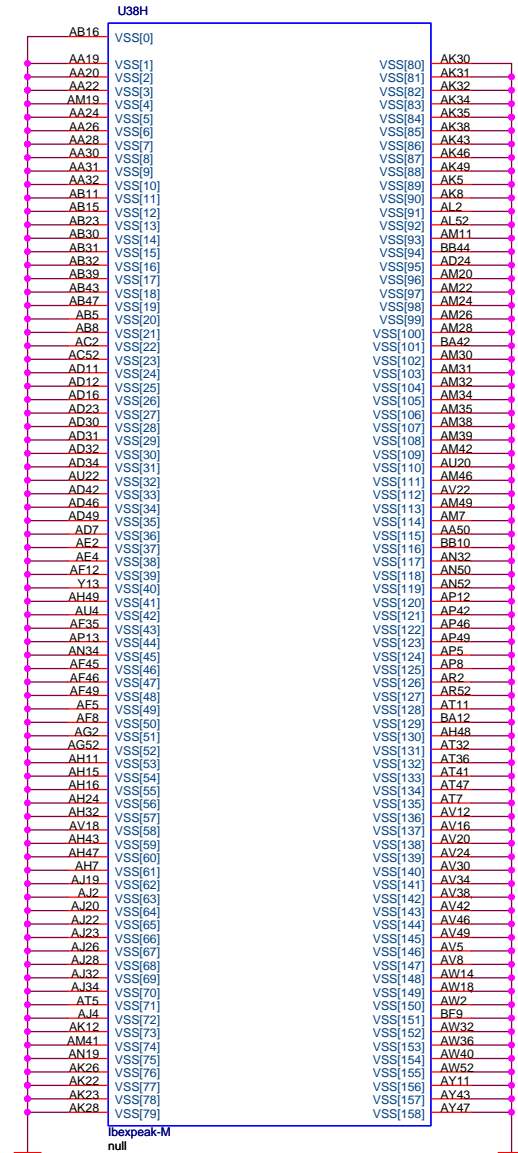 U38H
AB16 VSS[0]
AA19 VSS[1] VSS[80] AK30
AA20 VSS[2] VSS[81] AK31
AA22 VSS[3] VSS[82] AK32
AM19 VSS[4] VSS[83] AK34
AA24 VSS[5] VSS[84] AK35
AA26 VSS[6] VSS[85] AK38
AA28 VSS[7] VSS[86] AK43
AA30 VSS[8] VSS[87] AK46
AA31 VSS[9] VSS[88] AK49
AA32 VSS[10] VSS[89] AK5
AB11 VSS[11] VSS[90] AK8
AB15 VSS[12] VSS[91] AL2
AB23 VSS[13] VSS[92] AL52
AB30 VSS[14] VSS[93] AM11
AB31 VSS[15] VSS[94] BB44
AB32 VSS[16] VSS[95] AD24
AB39 VSS[17] VSS[96] AM20
AB43 VSS[18] VSS[97] AM22
AB47 VSS[19] VSS[98] AM24
AB5 VSS[20] VSS[99] AM26
AB8 VSS[21] VSS[100] AM28
AC2 VSS[22] VSS[101] BA42
AC52 VSS[23] VSS[102] AM30
AD11 VSS[24] VSS[103] AM31
AD12 VSS[25] VSS[104] AM32
AD16 VSS[26] VSS[105] AM34
AD23 VSS[27] VSS[106] AM35
AD30 VSS[28] VSS[107] AM38
AD31 VSS[29] VSS[108] AM39
AD32 VSS[30] VSS[109] AM42
AD34 VSS[31] VSS[110] AU20
AU22 VSS[32] VSS[111] AM46
AD42 VSS[33] VSS[112] AV22
AD46 VSS[34] VSS[113] AM49
AD49 VSS[35] VSS[114] AM7
AD7 VSS[36] VSS[115] AA50
AE2 VSS[37] VSS[116] BB10
AE4 VSS[38] VSS[117] AN32
AF12 VSS[39] VSS[118] AN50
Y13 VSS[40] VSS[119] AN52
AH49 VSS[41] VSS[120] AP12
AU4 VSS[42] VSS[121] AP42
AF35 VSS[43] VSS[122] AP46
AP13 VSS[44] VSS[123] AP49
AN34 VSS[45] VSS[124] AP5
AF45 VSS[46] VSS[125] AP8
AF46 VSS[47] VSS[126] AR2
AF49 VSS[48] VSS[127] AR52
AF5 VSS[49] VSS[128] AT11
AF8 VSS[50] VSS[129] BA12
AG2 VSS[51] VSS[130] AH48
AG52 VSS[52] VSS[131] AT32
AH11 VSS[53] VSS[132] AT36
AH15 VSS[54] VSS[133] AT41
AH16 VSS[55] VSS[134] AT47
AH24 VSS[56] VSS[135] AT7
AH32 VSS[57] VSS[136] AV12
AV18 VSS[58] VSS[137] AV16
AH43 VSS[59] VSS[138] AV20
AH47 VSS[60] VSS[139] AV24
AH7 VSS[61] VSS[140] AV30
AJ19 VSS[62] VSS[141] AV34
AJ2 VSS[63] VSS[142] AV38
AJ20 VSS[64] VSS[143] AV42
AJ22 VSS[65] VSS[144] AV46
AJ23 VSS[66] VSS[145] AV49
AJ26 VSS[67] VSS[146] AV5
AJ28 VSS[68] VSS[147] AV8
AJ32 VSS[69] VSS[148] AW14
AJ34 VSS[70] VSS[149] AW18
AT5 VSS[71] VSS[150] AW2
AJ4 VSS[72] VSS[151] BF9
AK12 VSS[73] VSS[152] AW32
AM41 VSS[74] VSS[153] AW36
AN19 VSS[75] VSS[154] AW40
AK26 VSS[76] VSS[155] AW52
AK22 VSS[77] VSS[156] AY11
AK23 VSS[78] VSS[157] AY43
AK28 VSS[79] VSS[158] AY47
Ibexpeak-M
null